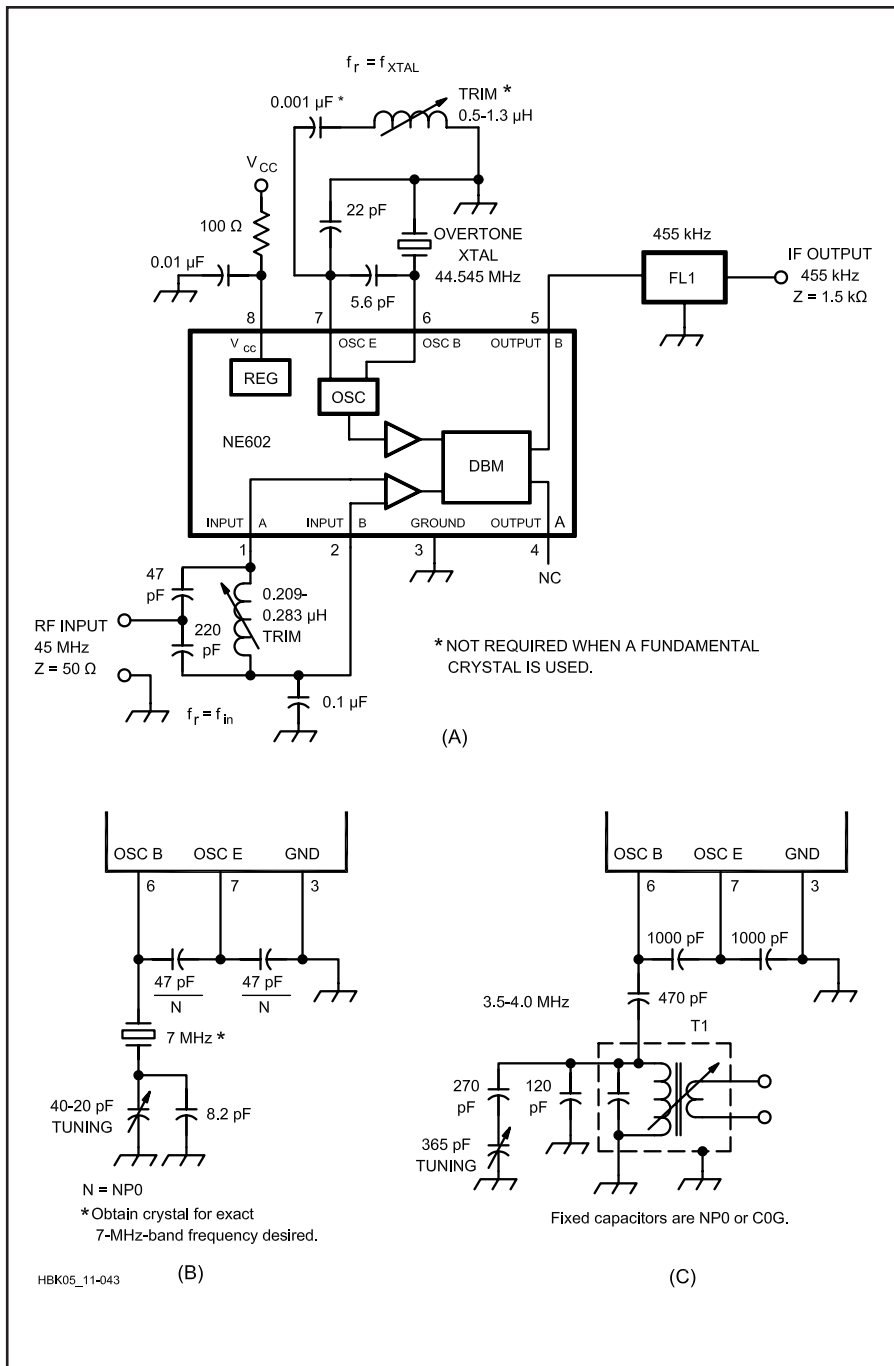 f_r = f_XTAL
0.001 µF *
TRIM *
0.5-1.3 µH
V_CC
100 Ω
22 pF
OVERTONE
XTAL
44.545 MHz
0.01 µF
5.6 pF
455 kHz
FL1
IF OUTPUT
455 kHz
Z = 1.5 kΩ
8
7
6
5
V_CC
OSC E
OSC B
OUTPUT
B
REG
OSC
NE602
DBM
INPUT
A
INPUT
B
GROUND
OUTPUT
A
1
2
3
4
NC
47
pF
0.209-
0.283 µH
TRIM
220
pF
RF INPUT
45 MHz
Z = 50 Ω
0.1 µF
f_r = f_in
* NOT REQUIRED WHEN A FUNDAMENTAL
CRYSTAL IS USED.
(A)
OSC B
OSC E
GND
6
7
3
47 pF
N
47 pF
N
7 MHz *
40-20 pF
TUNING
8.2 pF
N = NP0
* Obtain crystal for exact
7-MHz-band frequency desired.
(B)
HBK05_11-043
OSC B
OSC E
GND
6
7
3
1000 pF
1000 pF
3.5-4.0 MHz
470 pF
T1
270
pF
120
pF
365 pF
TUNING
Fixed capacitors are NP0 or C0G.
(C)